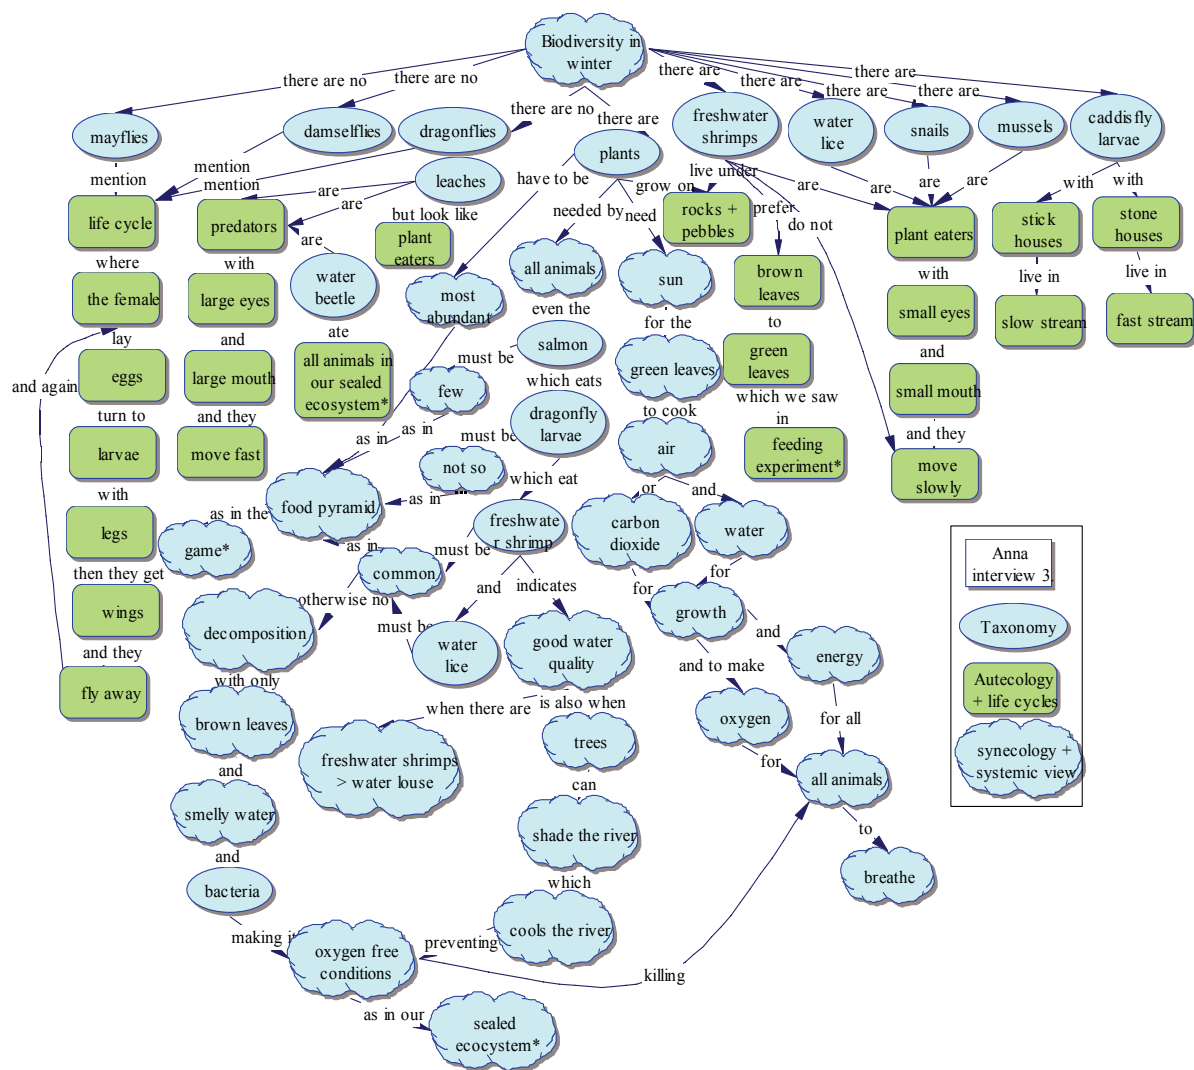 Biodiversity in
winter
there are no
there are no
there are no
there are
there are
there are
there are
there are
there are
mayflies
damselflies
dragonflies
plants
freshwater
shrimps
water
lice
snails
mussels
caddisfly
larvae
mention
mention
mention
leaches
are
are
are
have to be
grow on
live under
prefer
do not
are
are
are
are
with
with
life cycle
predators
but look like
plant
eaters
needed by
need
rocks +
pebbles
plant eaters
stick
houses
stone
houses
where
with
water
beetle
all animals
sun
brown
leaves
with
live in
live in
the female
large eyes
most
abundant
even the
for the
to
small eyes
slow stream
fast stream
lay
and
ate
must be
salmon
green leaves
green
leaves
and
and again
eggs
large mouth
all animals in
our sealed
ecosystem*
few
which eats
to cook
which we saw
in
small mouth
turn to
and they
as in
as in
must be
dragonfly
larvae
air
feeding
experiment*
and they
larvae
move fast
not so
...
which eat
or
and
move
slowly
with
as in the
food pyramid
as in
freshwate
r shrimp
carbon
dioxide
water
legs
game*
as in
common
must be
for
for
then they get
otherwise no
must be
and
indicates
growth
wings
decomposition
water
lice
good water
quality
and
energy
and they
with only
and to make
fly away
brown leaves
when there are
is also when
oxygen
for all
and
freshwater shrimps
> water louse
trees
for
all animals
smelly water
can
to
and
shade the river
breathe
bacteria
which
making it
cools the river
preventing
oxygen free
conditions
killing
as in our
sealed
ecocystem*
Anna
interview 3.
Taxonomy
Autecology
+ life cycles
synecology +
systemic view